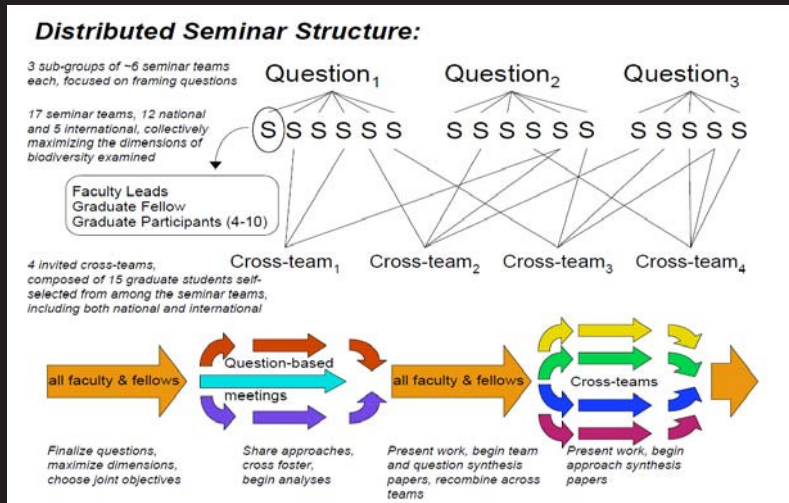 Distributed Seminar Structure:
3 sub-groups of ~6 seminar teams
each, focused on framing questions
Question₁ Question₂ Question₃
17 seminar teams, 12 national
and 5 international, collectively
maximizing the dimensions of
biodiversity examined
S S S S S S S S S S S S S S S S S
Faculty Leads
Graduate Fellow
Graduate Participants (4-10)
Cross-team₁ Cross-team₂ Cross-team₃ Cross-team₄
4 invited cross-teams,
composed of 15 graduate students self-
selected from among the seminar teams,
including both national and international
all faculty & fellows
Question-based
meetings
all faculty & fellows
Cross-teams
Finalize questions,
maximize dimensions,
choose joint objectives
Share approaches,
cross foster,
begin analyses
Present work, begin team
and question synthesis
papers, recombine across
teams
Present work, begin
approach synthesis
papers